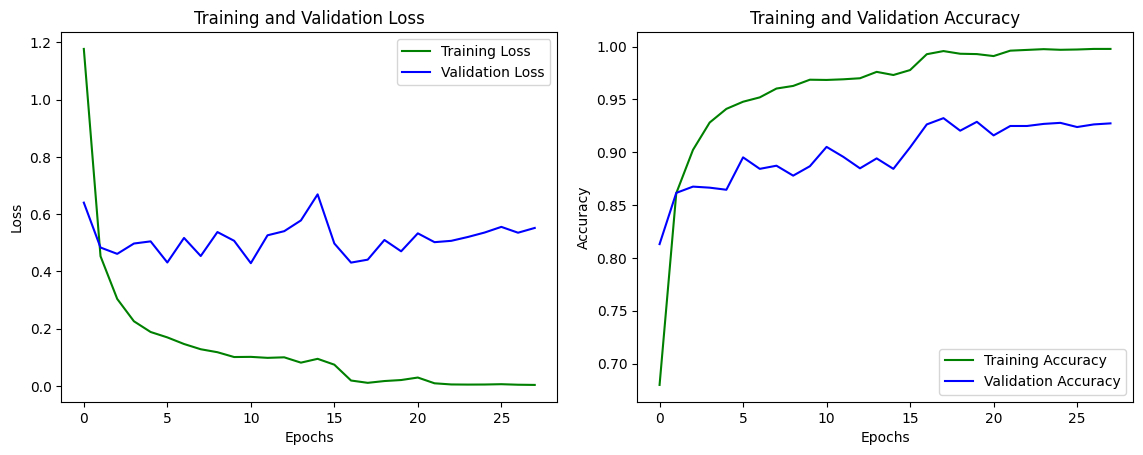 Training and Validation Loss
Training Loss
Validation Loss
1.2
1.0
0.8
0.6
0.4
0.2
0.0
Loss
0
5
10
15
20
25
Epochs
Training and Validation Accuracy
1.00
0.95
0.90
0.85
0.80
0.75
0.70
Accuracy
Training Accuracy
Validation Accuracy
0
5
10
15
20
25
Epochs